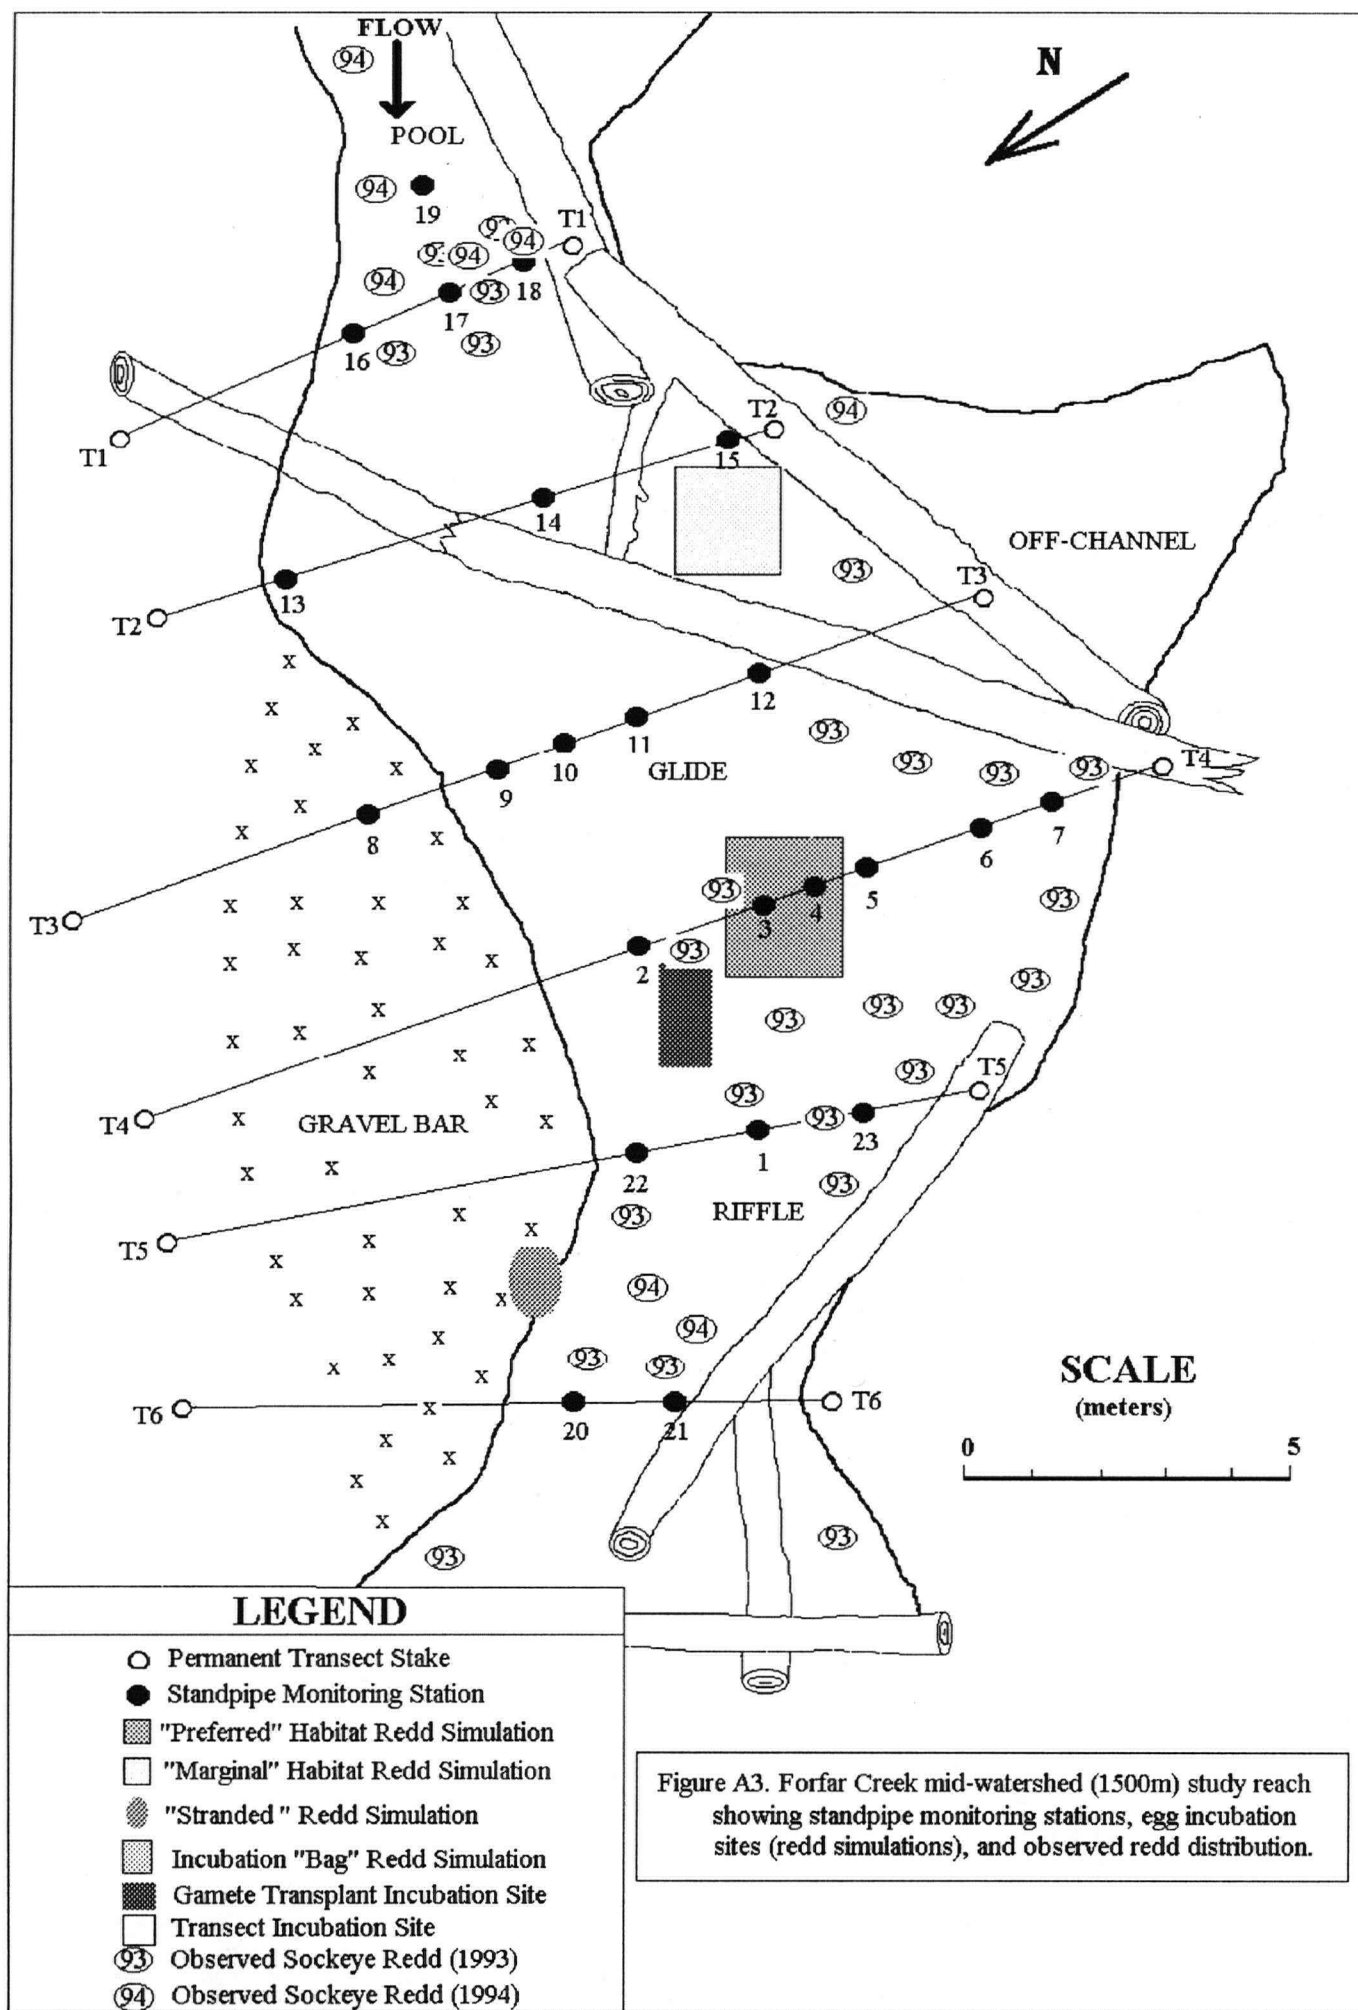 FLOW
94
N
POOL
94
19
T1
93
94
93
94
94
93
18
17
16
93
93
T1
T2
94
15
14
OFF-CHANNEL
93
T3
13
T2
x
x
x
x
x
x
12
11
10
GLIDE
9
8
93
93
93
93
T4
7
6
5
x
x
x
93
4
3
93
T3
x
x
x
x
2
93
x
x
x
x
93
93
93
93
x
x
x
x
x
x
93
T5
x
93
93
23
1
T4
x
GRAVEL BAR
x
x
x
22
93
RIFFLE
93
T5
x
x
x
x
x
x
x
x
94
94
x
93
93
x
x
x
SCALE
(meters)
T6
x
20
21
T6
0 5
x
x
x
x
93
93
LEGEND
Permanent Transect Stake
Standpipe Monitoring Station
"Preferred" Habitat Redd Simulation
"Marginal" Habitat Redd Simulation
"Stranded " Redd Simulation
Incubation "Bag" Redd Simulation
Gamete Transplant Incubation Site
Transect Incubation Site
93 Observed Sockeye Redd (1993)
94 Observed Sockeye Redd (1994)
Figure A3. Forfar Creek mid-watershed (1500m) study reach
showing standpipe monitoring stations, egg incubation
sites (redd simulations), and observed redd distribution.